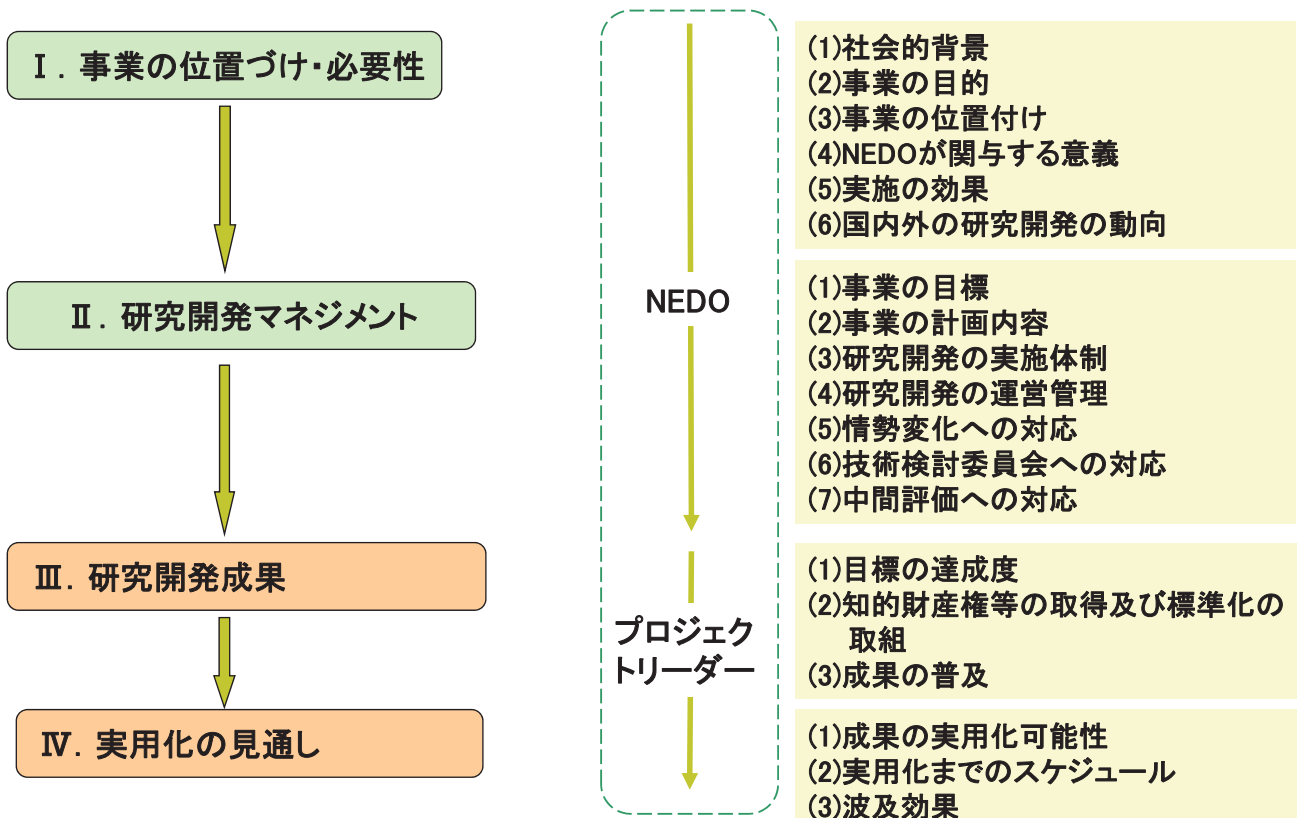 Ⅰ. 事業の位置づけ・必要性
Ⅱ. 研究開発マネジメント
Ⅲ. 研究開発成果
Ⅳ. 実用化の見通し
NEDO
プロジェク
トリーダー
(1)社会的背景
(2)事業の目的
(3)事業の位置付け
(4)NEDOが関与する意義
(5)実施の効果
(6)国内外の研究開発の動向
(1)事業の目標
(2)事業の計画内容
(3)研究開発の実施体制
(4)研究開発の運営管理
(5)情勢変化への対応
(6)技術検討委員会への対応
(7)中間評価への対応
(1)目標の達成度
(2)知的財産権等の取得及び標準化の
取組
(3)成果の普及
(1)成果の実用化可能性
(2)実用化までのスケジュール
(3)波及効果